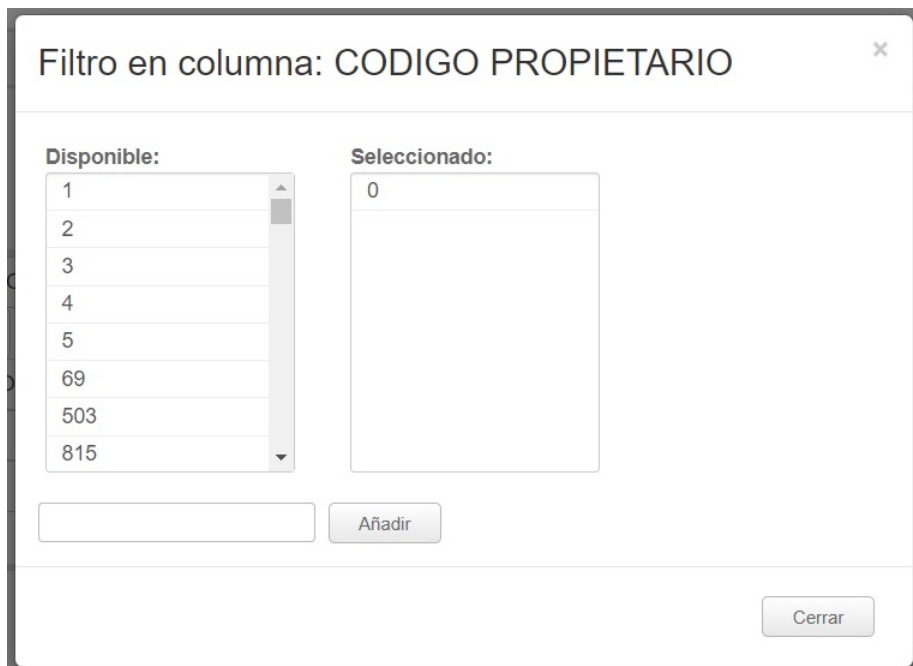 Filtro en columna: CODIGO PROPIETARIO
×
Disponible:
1
2
3
4
5
69
503
815
Seleccionado:
0
Añadir
Cerrar